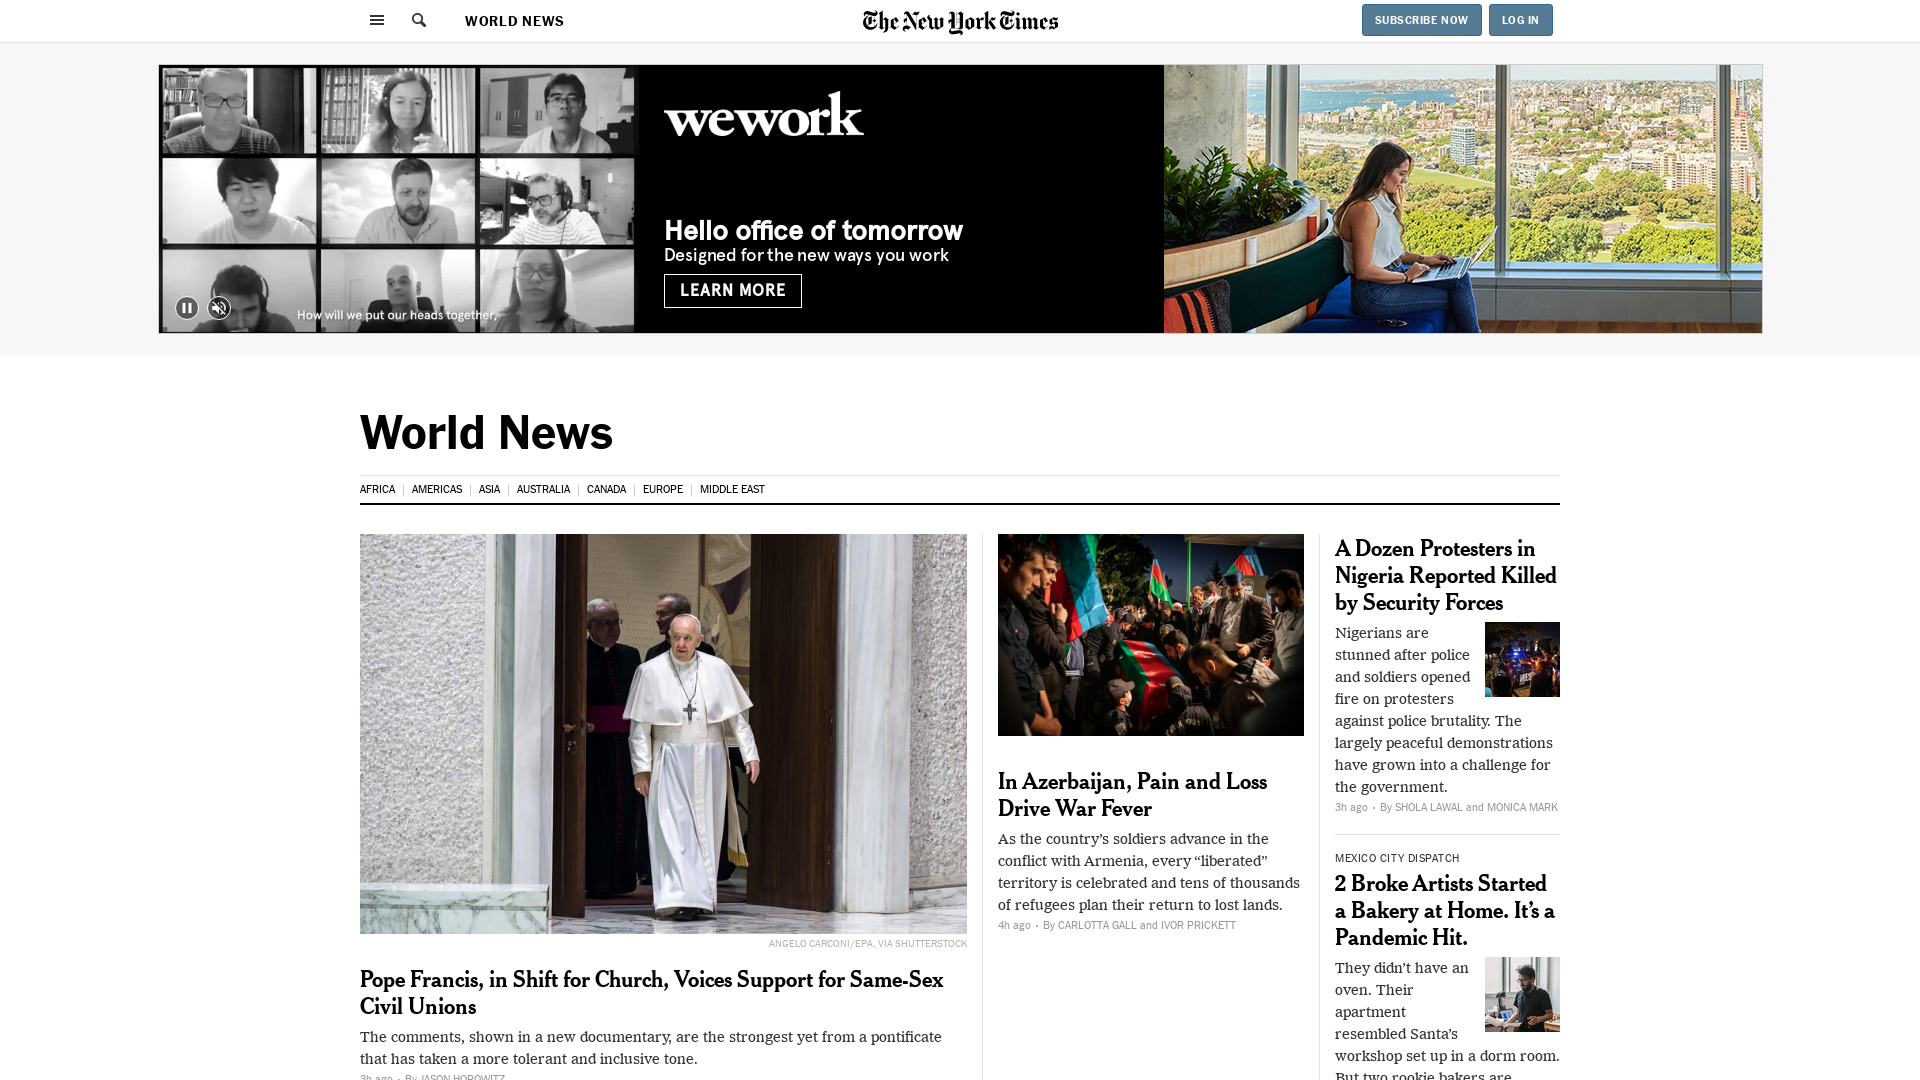 WORLD NEWS
The New York Times
SUBSCRIBE NOW
LOG IN
wework
Hello office of tomorrow
Designed for the new ways you work
LEARN MORE
How will we put our heads together,
World News
AFRICA
AMERICAS
ASIA
AUSTRALIA
CANADA
EUROPE
MIDDLE EAST
ANGELO CARCONI/EPA, VIA SHUTTERSTOCK
Pope Francis, in Shift for Church, Voices Support for Same-Sex
Civil Unions
The comments, shown in a new documentary, are the strongest yet from a pontificate
that has taken a more tolerant and inclusive tone.
3h ago · By JASON HOROWITZ
In Azerbaijan, Pain and Loss
Drive War Fever
As the country’s soldiers advance in the
conflict with Armenia, every “liberated”
territory is celebrated and tens of thousands
of refugees plan their return to lost lands.
4h ago · By CARLOTTA GALL and IVOR PRICKETT
A Dozen Protesters in
Nigeria Reported Killed
by Security Forces
Nigerians are
stunned after police
and soldiers opened
fire on protesters
against police brutality. The
largely peaceful demonstrations
have grown into a challenge for
the government.
3h ago · By SHOLA LAWAL and MONICA MARK
MEXICO CITY DISPATCH
2 Broke Artists Started
a Bakery at Home. It’s a
Pandemic Hit.
They didn’t have an
oven. Their
apartment
resembled Santa’s
workshop set up in a dorm room.
But two rookie bakers are